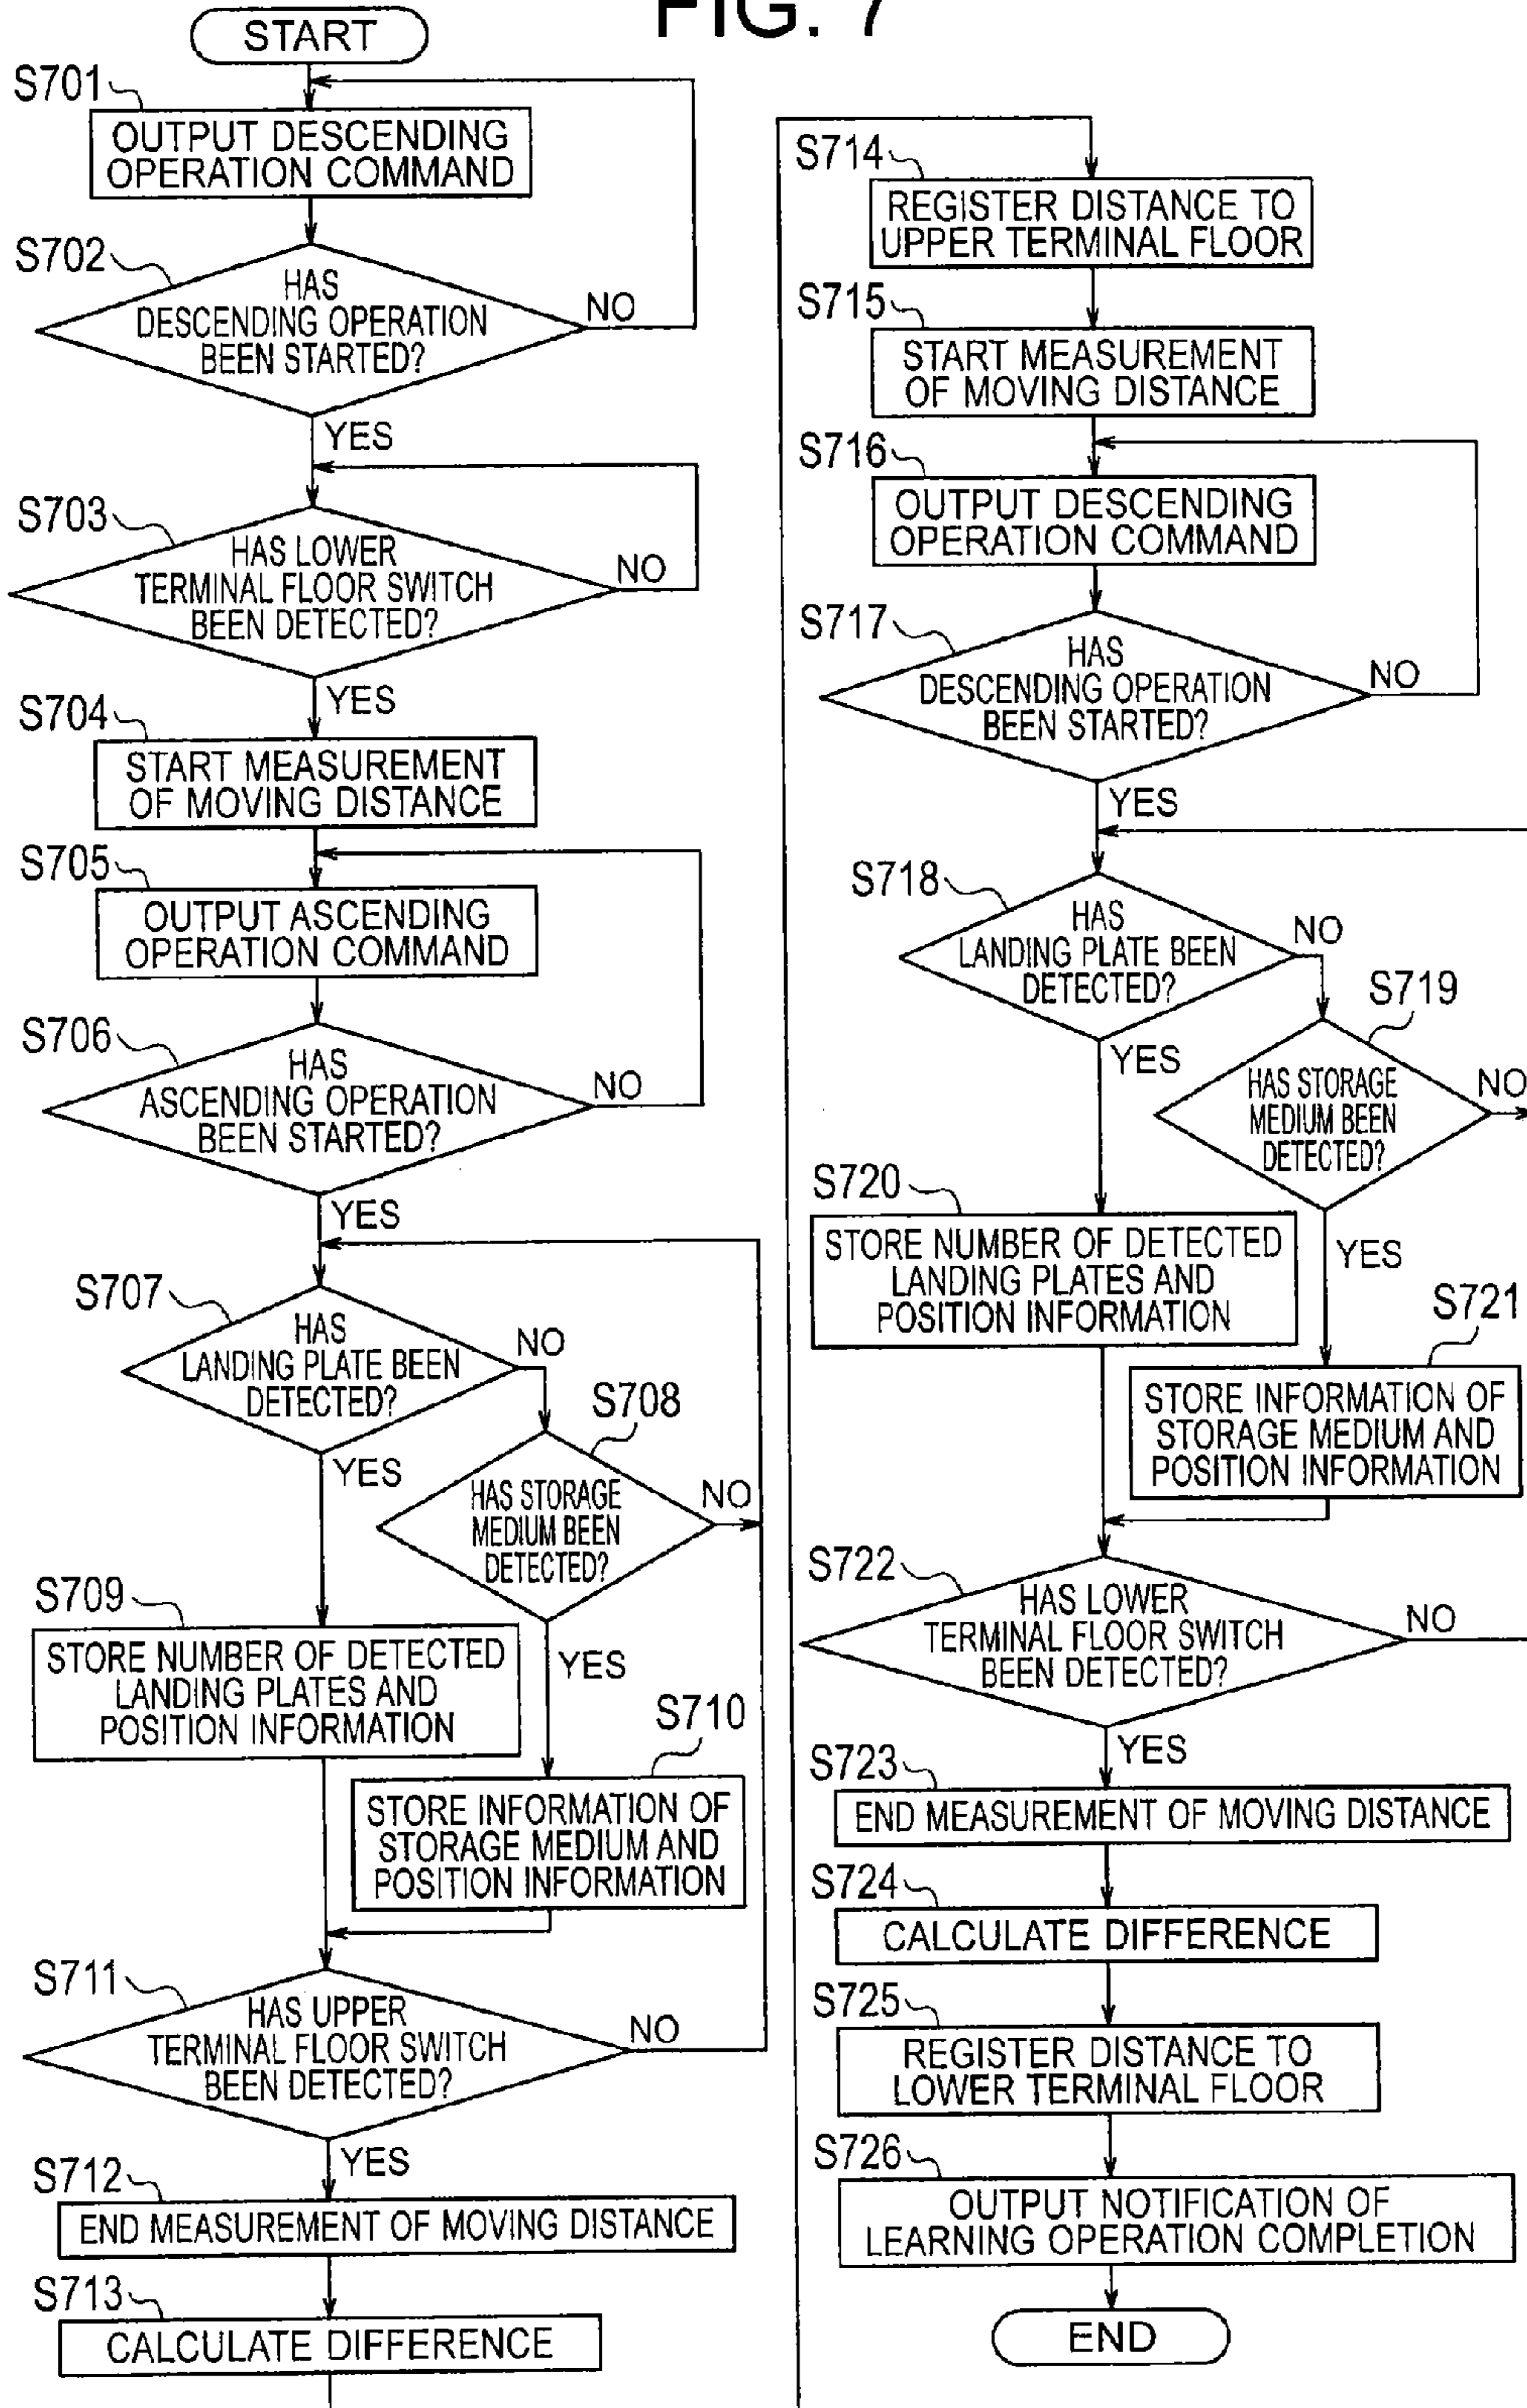 FIG. 7
START
S701
OUTPUT DESCENDING
OPERATION COMMAND
S702
HAS
DESCENDING OPERATION
BEEN STARTED?
NO
YES
S703
HAS LOWER
TERMINAL FLOOR SWITCH
BEEN DETECTED?
NO
YES
S704
START MEASUREMENT
OF MOVING DISTANCE
S705
OUTPUT ASCENDING
OPERATION COMMAND
S706
HAS
ASCENDING OPERATION
BEEN STARTED?
NO
YES
S707
HAS
LANDING PLATE BEEN
DETECTED?
NO
YES
S708
HAS STORAGE
MEDIUM BEEN
DETECTED?
NO
YES
S709
STORE NUMBER OF DETECTED
LANDING PLATES AND
POSITION INFORMATION
S710
STORE INFORMATION OF
STORAGE MEDIUM AND
POSITION INFORMATION
S711
HAS UPPER
TERMINAL FLOOR SWITCH
BEEN DETECTED?
NO
YES
S712
END MEASUREMENT OF MOVING DISTANCE
S713
CALCULATE DIFFERENCE
S714
REGISTER DISTANCE TO
UPPER TERMINAL FLOOR
S715
START MEASUREMENT
OF MOVING DISTANCE
S716
OUTPUT DESCENDING
OPERATION COMMAND
S717
HAS
DESCENDING OPERATION
BEEN STARTED?
NO
YES
S718
HAS
LANDING PLATE BEEN
DETECTED?
NO
YES
S719
HAS STORAGE
MEDIUM BEEN
DETECTED?
NO
YES
S720
STORE NUMBER OF DETECTED
LANDING PLATES AND
POSITION INFORMATION
S721
STORE INFORMATION OF
STORAGE MEDIUM AND
POSITION INFORMATION
S722
HAS LOWER
TERMINAL FLOOR SWITCH
BEEN DETECTED?
NO
YES
S723
END MEASUREMENT OF MOVING DISTANCE
S724
CALCULATE DIFFERENCE
S725
REGISTER DISTANCE TO
LOWER TERMINAL FLOOR
S726
OUTPUT NOTIFICATION OF
LEARNING OPERATION COMPLETION
END